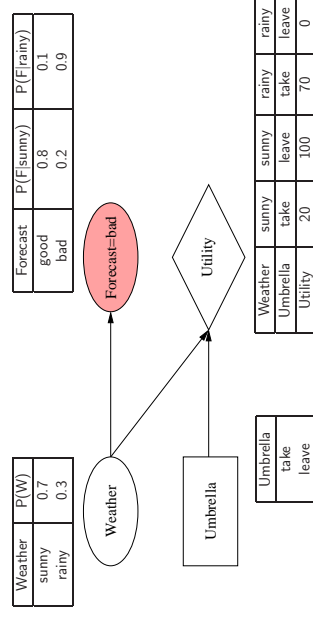 Weather P(W)
sunny 0.7
rainy 0.3
Forecast P(F|sunny) P(F|rainy)
good 0.8 0.1
bad 0.2 0.9
Weather
Forecast=bad
Umbrella
Utility
Umbrella
take
leave
Weather sunny sunny rainy rainy
Umbrella take leave take leave
Utility 20 100 70 0